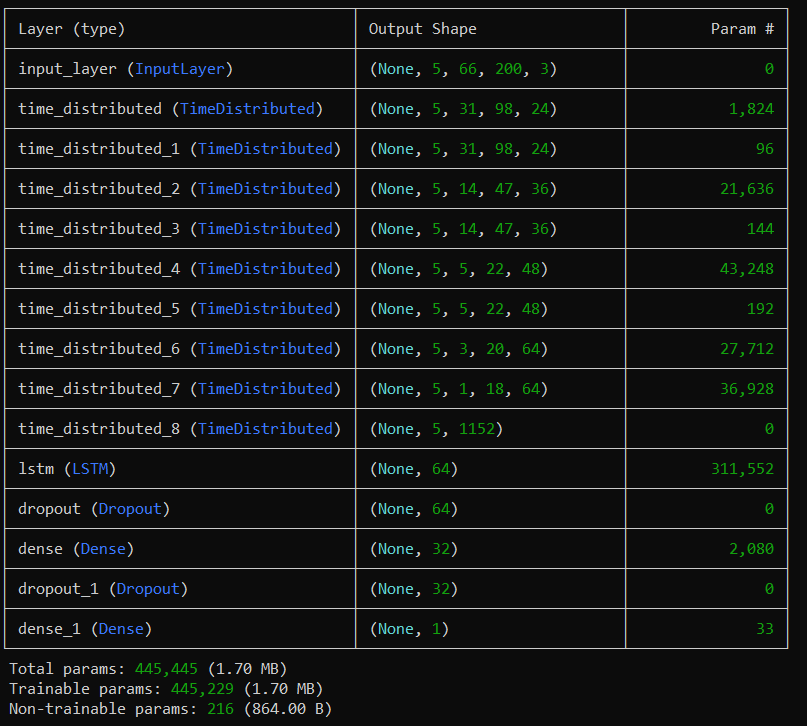 Layer (type) Output Shape Param #
input_layer (InputLayer) (None, 5, 66, 200, 3) 0
time_distributed (TimeDistributed) (None, 5, 31, 98, 24) 1,824
time_distributed_1 (TimeDistributed) (None, 5, 31, 98, 24) 96
time_distributed_2 (TimeDistributed) (None, 5, 14, 47, 36) 21,636
time_distributed_3 (TimeDistributed) (None, 5, 14, 47, 36) 144
time_distributed_4 (TimeDistributed) (None, 5, 5, 22, 48) 43,248
time_distributed_5 (TimeDistributed) (None, 5, 5, 22, 48) 192
time_distributed_6 (TimeDistributed) (None, 5, 3, 20, 64) 27,712
time_distributed_7 (TimeDistributed) (None, 5, 1, 18, 64) 36,928
time_distributed_8 (TimeDistributed) (None, 5, 1152) 0
lstm (LSTM) (None, 64) 311,552
dropout (Dropout) (None, 64) 0
dense (Dense) (None, 32) 2,080
dropout_1 (Dropout) (None, 32) 0
dense_1 (Dense) (None, 1) 33
Total params: 445,445 (1.70 MB)
Trainable params: 445,229 (1.70 MB)
Non-trainable params: 216 (864.00 B)